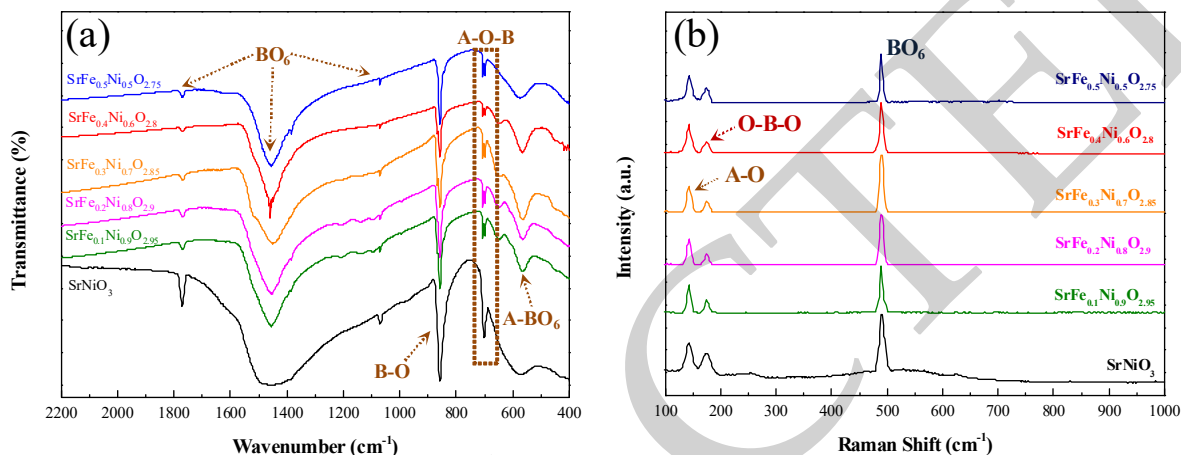 (a)
A-O-B
BO₆
SrFe₀.₅Ni₀.₅O₂.₇₅
SrFe₀.₄Ni₀.₆O₂.₈
SrFe₀.₃Ni₀.₇O₂.₈₅
SrFe₀.₂Ni₀.₈O₂.₉
SrFe₀.₁Ni₀.₉O₂.₉₅
SrNiO₃
A-BO₆
B-O
Transmittance (%)
2200 2000 1800 1600 1400 1200 1000 800 600 400
Wavenumber (cm⁻¹)
(b)
BO₆
SrFe₀.₅Ni₀.₅O₂.₇₅
O-B-O
SrFe₀.₄Ni₀.₆O₂.₈
A-O
SrFe₀.₃Ni₀.₇O₂.₈₅
SrFe₀.₂Ni₀.₈O₂.₉
SrFe₀.₁Ni₀.₉O₂.₉₅
SrNiO₃
Intensity (a.u.)
100 200 300 400 500 600 700 800 900 1000
Raman Shift (cm⁻¹)
CTE